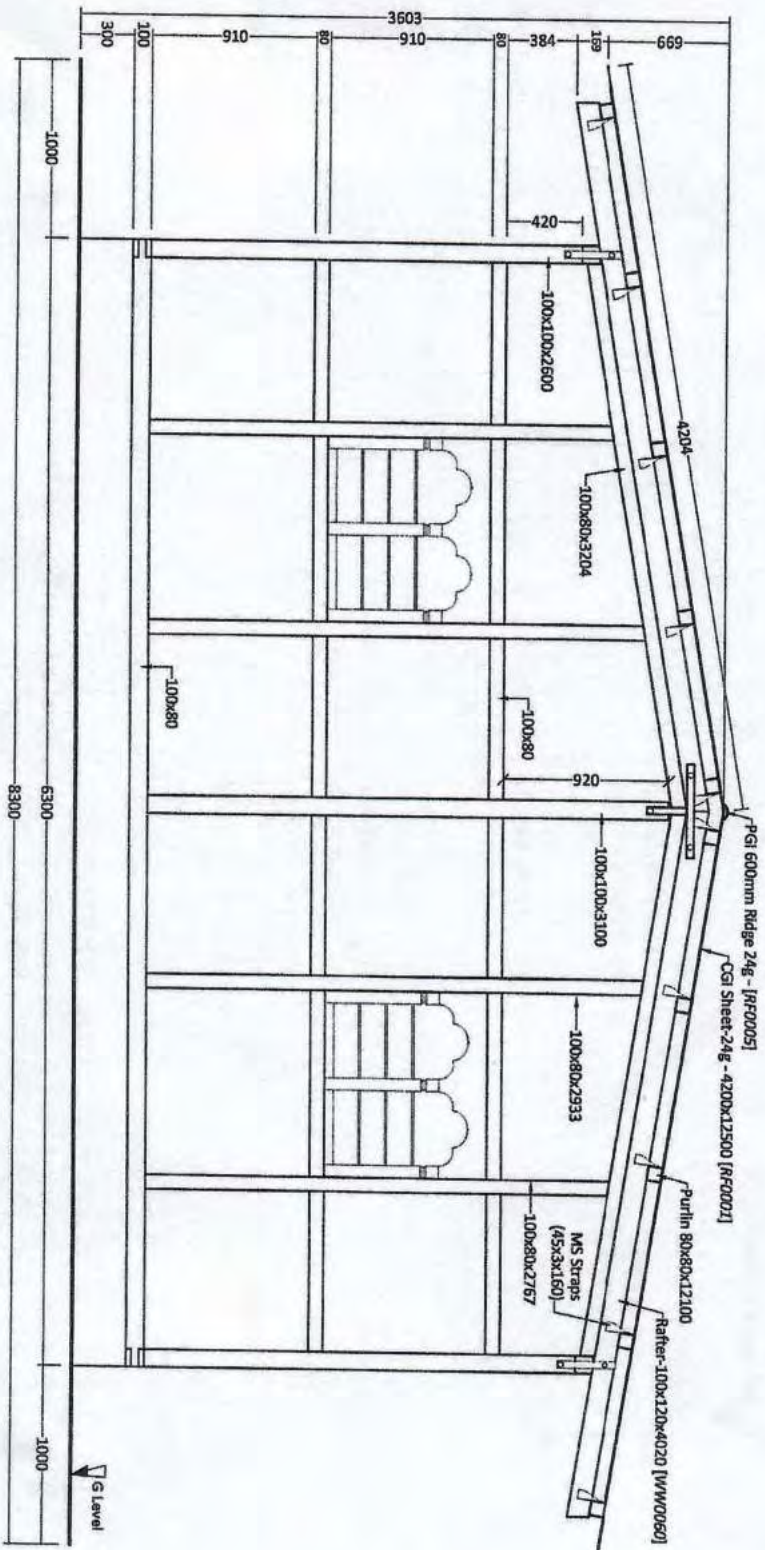 3603
300
100
910
80
910
80
384
169
669
1000
420
100x100x2600
100x80x3204
4204
100x80
100x80
920
PGI 600mm Ridge 24g - [RF0005]
CGI Sheet-24g - 4200x12500 [RF0001]
100x100x3100
100x80x2933
Purlin 80x80x12100
Rafter-100x120x4020 [WW0060]
MS Straps
(45x3x160)
100x80x2767
6300
8300
1000
G Level